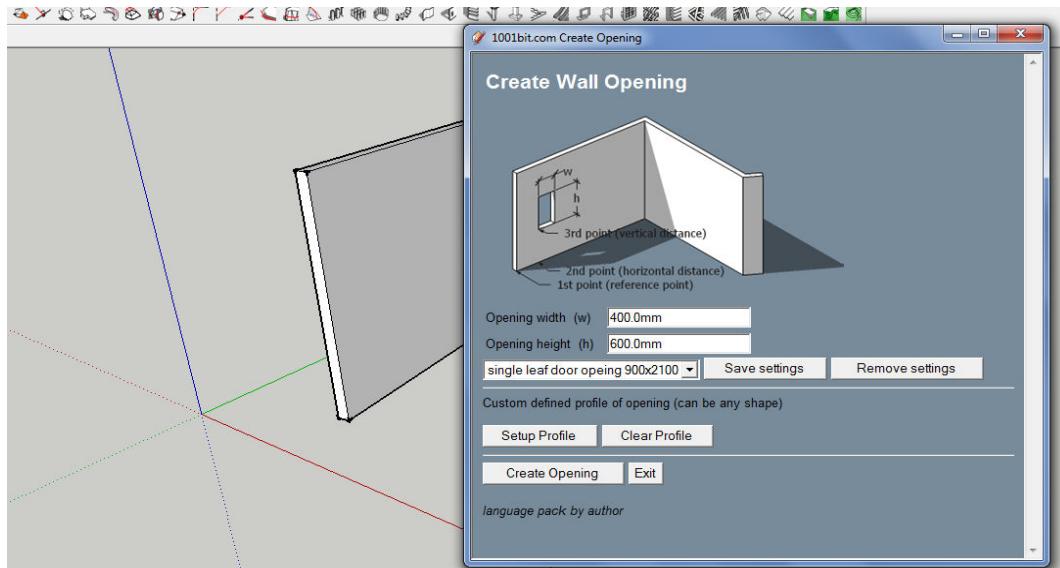 1001bit.com Create Opening
Create Wall Opening
w
h
3rd point (vertical distance)
2nd point (horizontal distance)
1st point (reference point)
Opening width (w) 400.0mm
Opening height (h) 600.0mm
single leaf door opeing 900x2100 Save settings Remove settings
Custom defined profile of opening (can be any shape)
Setup Profile Clear Profile
Create Opening Exit
language pack by author